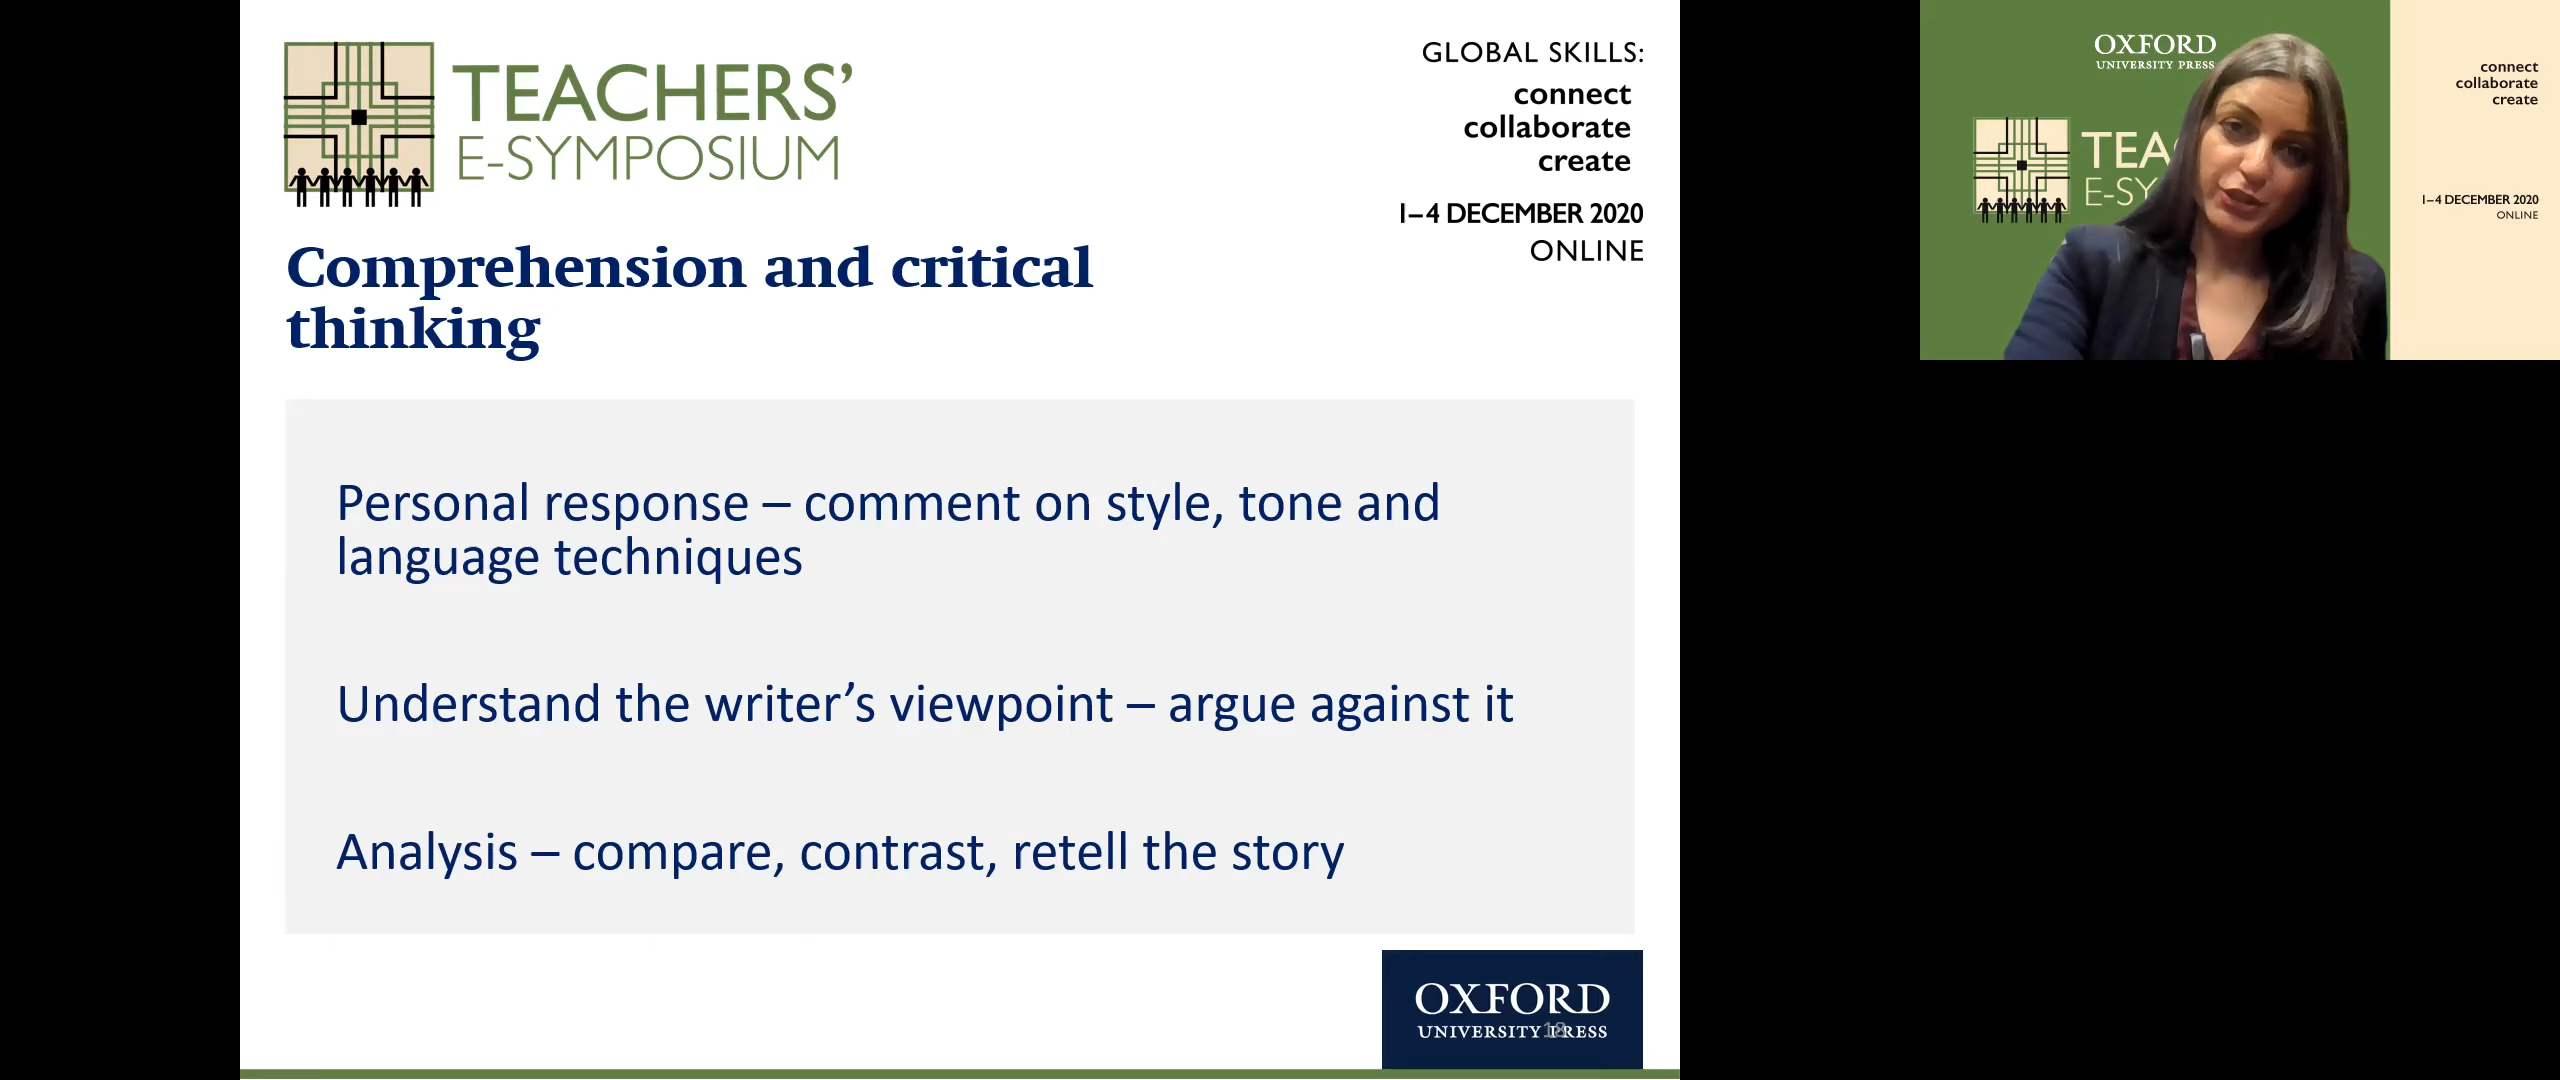 TEACHERS’
E-SYMPOSIUM
GLOBAL SKILLS:
connect
collaborate
create
1–4 DECEMBER 2020
ONLINE
Comprehension and critical
thinking
Personal response – comment on style, tone and
language techniques
Understand the writer’s viewpoint – argue against it
Analysis – compare, contrast, retell the story
OXFORD
UNIVERSITY PRESS
18
OXFORD
UNIVERSITY PRESS
TEA
E-SY
connect
collaborate
create
1–4 DECEMBER 2020
ONLINE